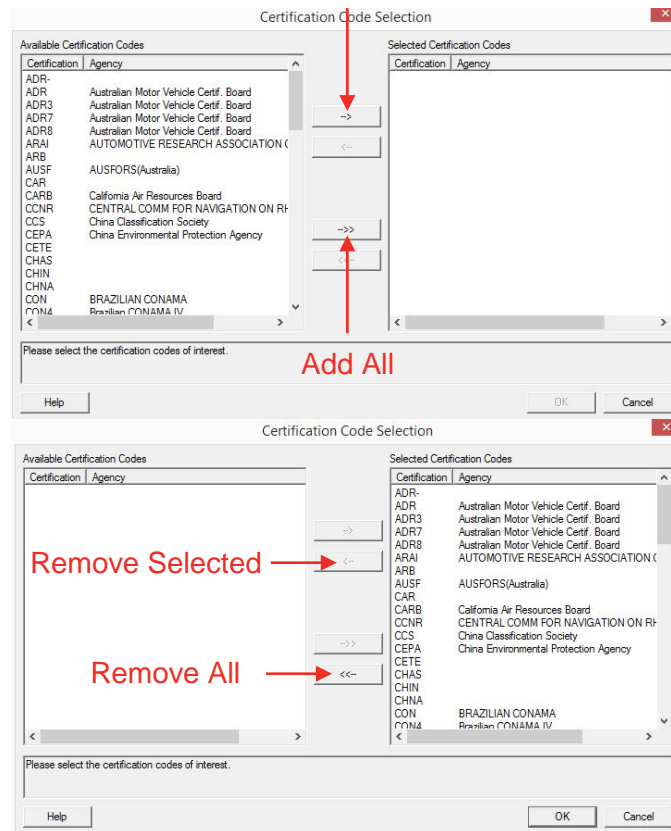 Certification Code Selection
Available Certification Codes
Selected Certification Codes
Certification Agency
Certification Agency
ADR-
ADR Australian Motor Vehicle Certif. Board
ADR3 Australian Motor Vehicle Certif. Board
ADR7 Australian Motor Vehicle Certif. Board
ADR8 Australian Motor Vehicle Certif. Board
ARAI AUTOMOTIVE RESEARCH ASSOCIATION (
ARB
AUSF AUSFORS(Australia)
CAR
CARB California Air Resources Board
CCNR CENTRAL COMM FOR NAVIGATION ON RH
CCS China Classification Society
CEPA China Environmental Protection Agency
CETE
CHAS
CHIN
CHNA
CON BRAZILIAN CONAMA
CON4 Brazilian CONAMA IV
-->
<--
-->>
Add All
Please select the certification codes of interest.
Help
OK
Cancel
Certification Code Selection
Available Certification Codes
Selected Certification Codes
Certification Agency
Certification Agency
-->
Remove Selected
<--
-->>
Remove All
<<--
ADR-
ADR Australian Motor Vehicle Certif. Board
ADR3 Australian Motor Vehicle Certif. Board
ADR7 Australian Motor Vehicle Certif. Board
ADR8 Australian Motor Vehicle Certif. Board
ARAI AUTOMOTIVE RESEARCH ASSOCIATION (
ARB
AUSF AUSFORS(Australia)
CAR
CARB California Air Resources Board
CCNR CENTRAL COMM FOR NAVIGATION ON RH
CCS China Classification Society
CEPA China Environmental Protection Agency
CETE
CHAS
CHIN
CHNA
CON BRAZILIAN CONAMA
CON4 Brazilian CONAMA IV
Please select the certification codes of interest.
Help
OK
Cancel